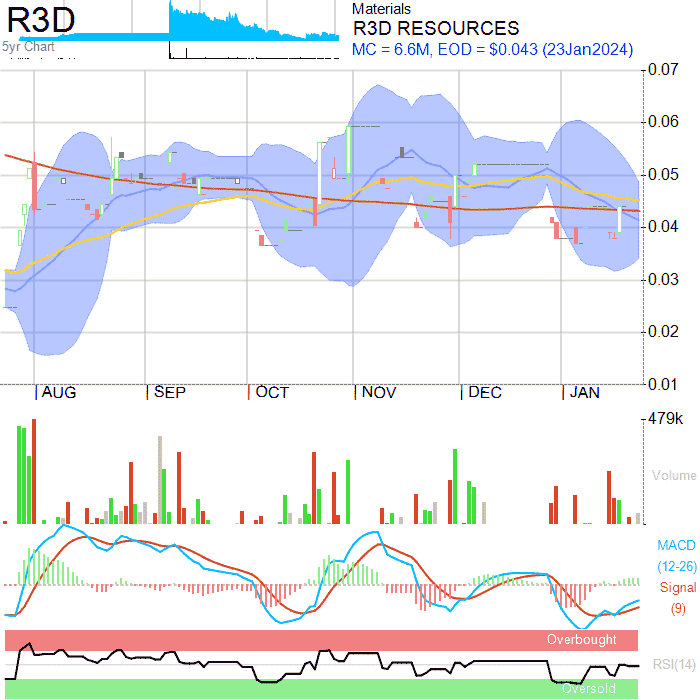 R3D
5yr Chart
Materials
R3D RESOURCES
MC = 6.6M, EOD = $0.043 (23Jan2024)
0.07
0.06
0.05
0.04
0.03
0.02
0.01
AUG SEP OCT NOV DEC JAN
479k
Volume
MACD
(12-26)
Signal
(9)
Overbought
RSI(14)
Oversold